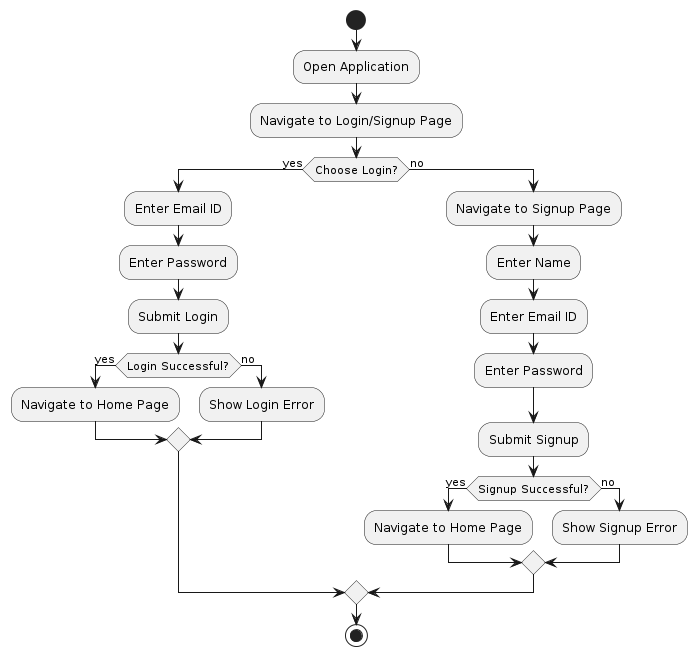 Open Application
Navigate to Login/Signup Page
yes
Choose Login?
no
Enter Email ID
Enter Password
Submit Login
yes
Login Successful?
no
Navigate to Home Page
Show Login Error
Navigate to Signup Page
Enter Name
Enter Email ID
Enter Password
Submit Signup
yes
Signup Successful?
no
Navigate to Home Page
Show Signup Error